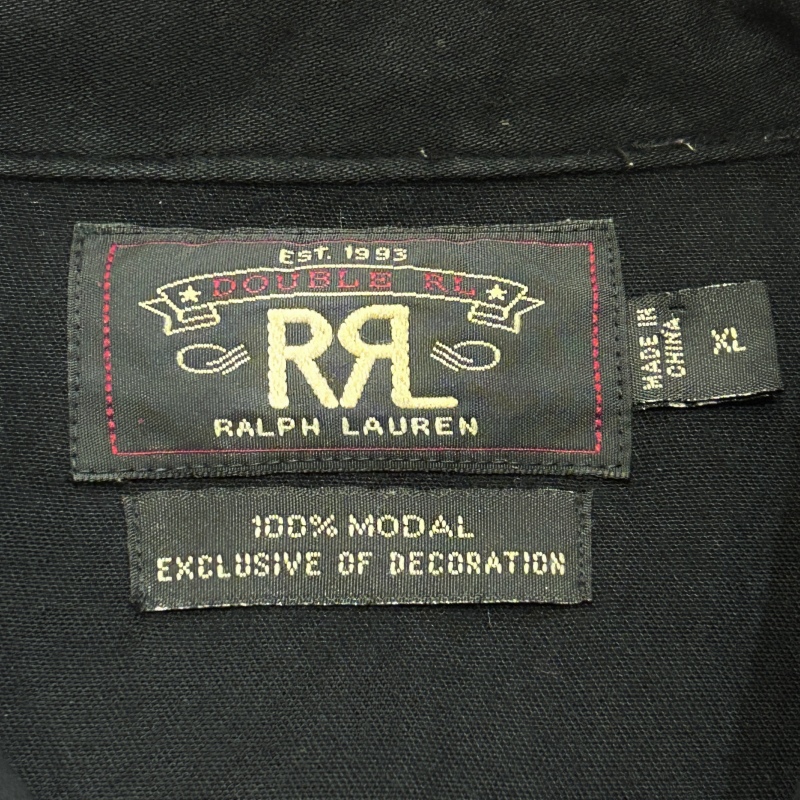 EST. 1993
DOUBLE RL
RRL
RALPH LAUREN
MADE IN
CHINA
XL
100% MODAL
EXCLUSIVE OF DECORATION